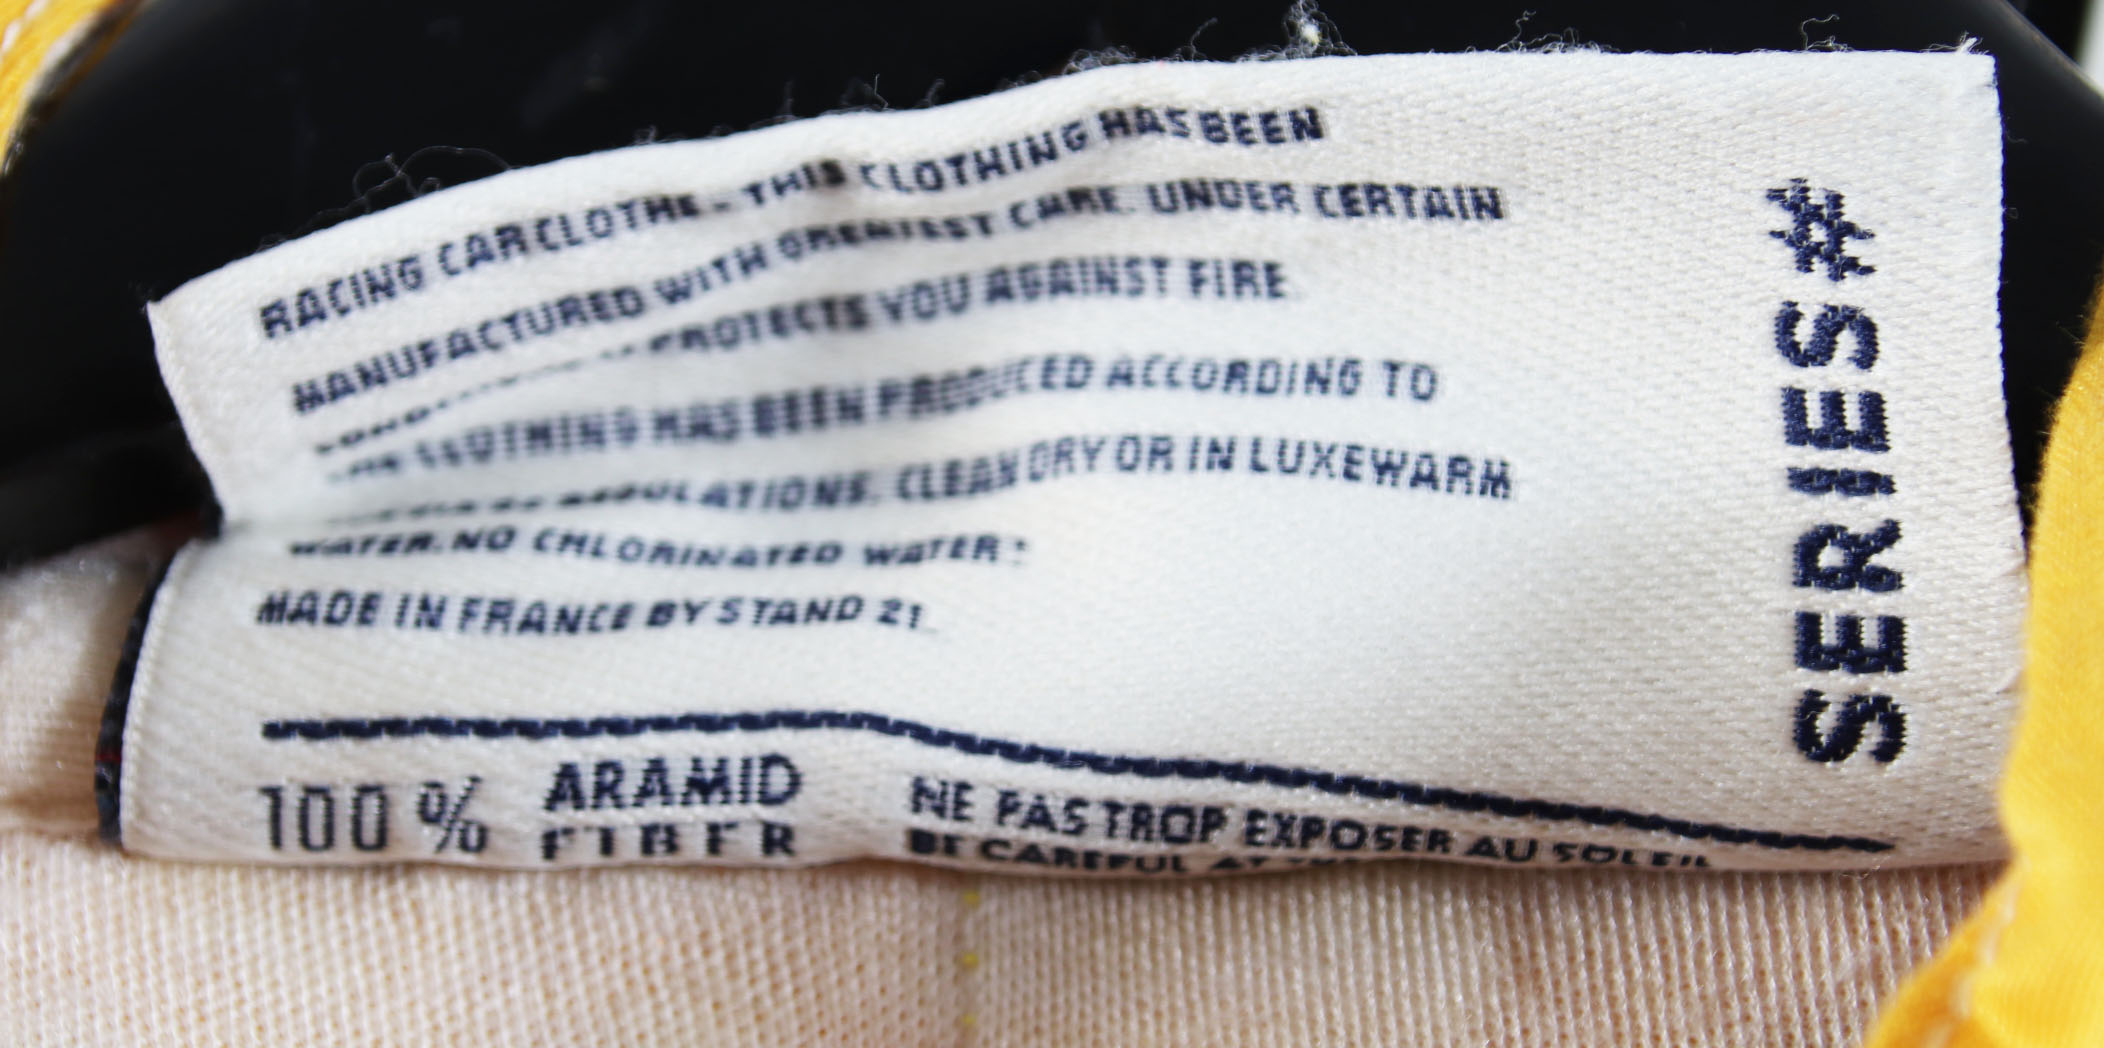 RACING CAR CLOTHE - THIS CLOTHING HAS BEEN
MANUFACTURED WITH GREATEST CARE. UNDER CERTAIN
PROTECTS YOU AGAINST FIRE.
CLOTHING HAS BEEN PRODUCED ACCORDING TO
REGULATIONS. CLEAN DRY OR IN LUXEWARM
WATER. NO CHLORINATED WATER:
MADE IN FRANCE BY STAND 21
100 % ARAMID
FIBER
NE PAS TROP EXPOSER AU SOLEIL
BE CAREFUL AT
SERIES#